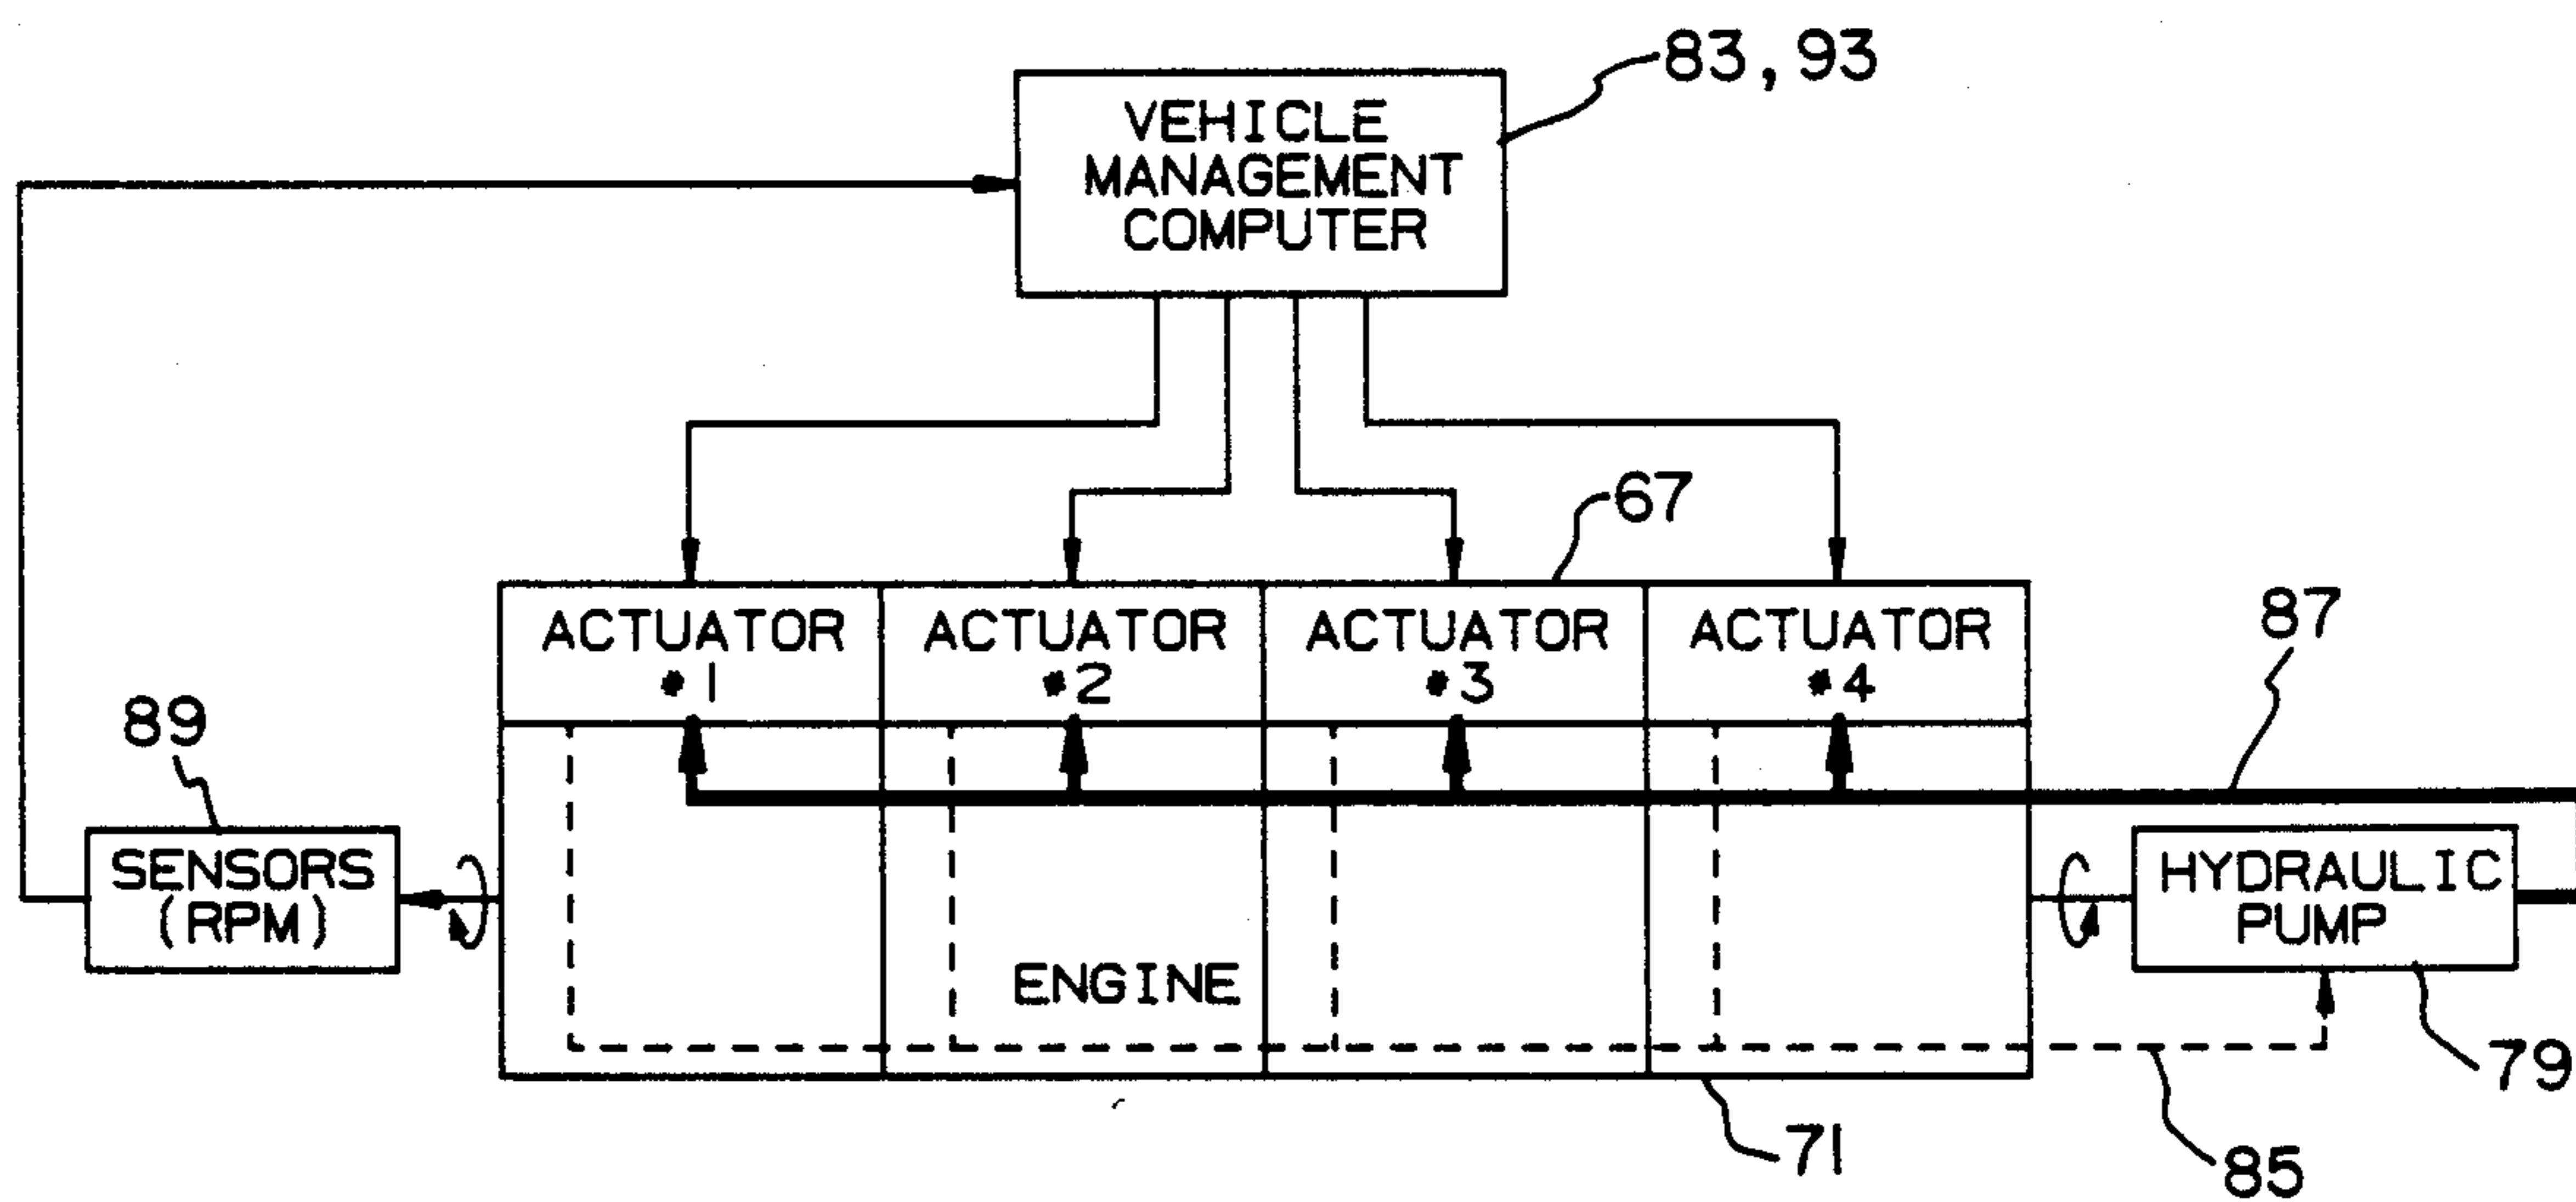 83, 93
VEHICLE
MANAGEMENT
COMPUTER
67
ACTUATOR
#1
ACTUATOR
#2
ACTUATOR
#3
ACTUATOR
#4
87
89
SENSORS
(RPM)
HYDRAULIC
PUMP
ENGINE
79
71
85